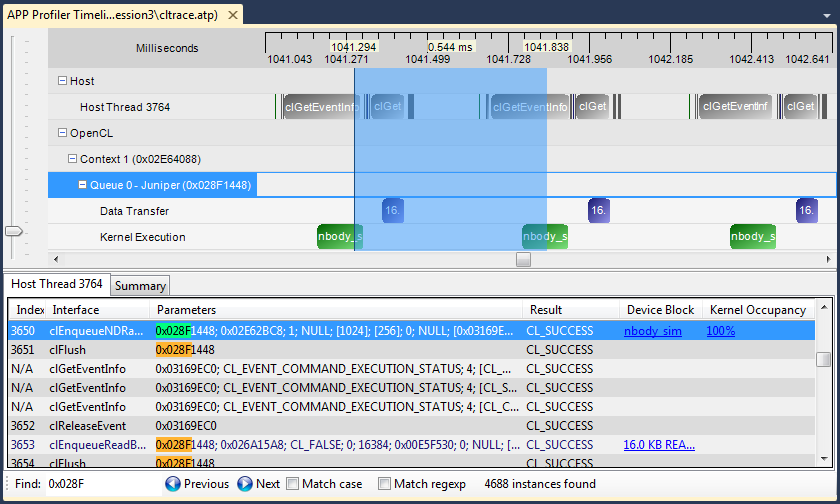 APP Profiler Timeli...ession3\cltrace.atp)
Milliseconds
1041.294 0.544 ms 1041.838
1041.043 1041.271 1041.499 1041.728 1041.956 1042.185 1042.413 1042.641
Host
Host Thread 3764 clGetEventInfo clGet clGetEventInfo clGet clGetEventInf clGet
OpenCL
Context 1 (0x02E64088)
Queue 0 - Juniper (0x028F1448)
Data Transfer 16. 16. 16.
Kernel Execution nbody_s nbody_s nbody_s
Host Thread 3764 Summary
Index Interface Parameters Result Device Block Kernel Occupancy
3650 clEnqueueNDRa... 0x028F1448; 0x02E62BC8; 1; NULL; [1024]; [256]; 0; NULL; [0x03169E... CL_SUCCESS nbody_sim 100%
3651 clFlush 0x028F1448 CL_SUCCESS
N/A clGetEventInfo 0x03169EC0; CL_EVENT_COMMAND_EXECUTION_STATUS; 4; [CL_... CL_SUCCESS
N/A clGetEventInfo 0x03169EC0; CL_EVENT_COMMAND_EXECUTION_STATUS; 4; [CL_S... CL_SUCCESS
N/A clGetEventInfo 0x03169EC0; CL_EVENT_COMMAND_EXECUTION_STATUS; 4; [CL_C... CL_SUCCESS
3652 clReleaseEvent 0x03169EC0 CL_SUCCESS
3653 clEnqueueReadB... 0x028F1448; 0x026A15A8; CL_FALSE; 0; 16384; 0x00E5F530; 0; NULL; [... CL_SUCCESS 16.0 KB REA...
3654 clFlush 0x028F1448 CL_SUCCESS
Find: 0x028F Previous Next Match case Match regexp 4688 instances found